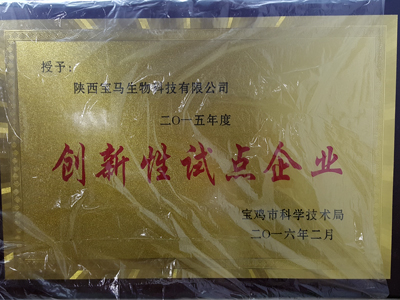 授予：
陕西宝马生物科技有限公司
二〇一五年度
创新性试点企业
宝鸡市科学技术局
二〇一六年二月